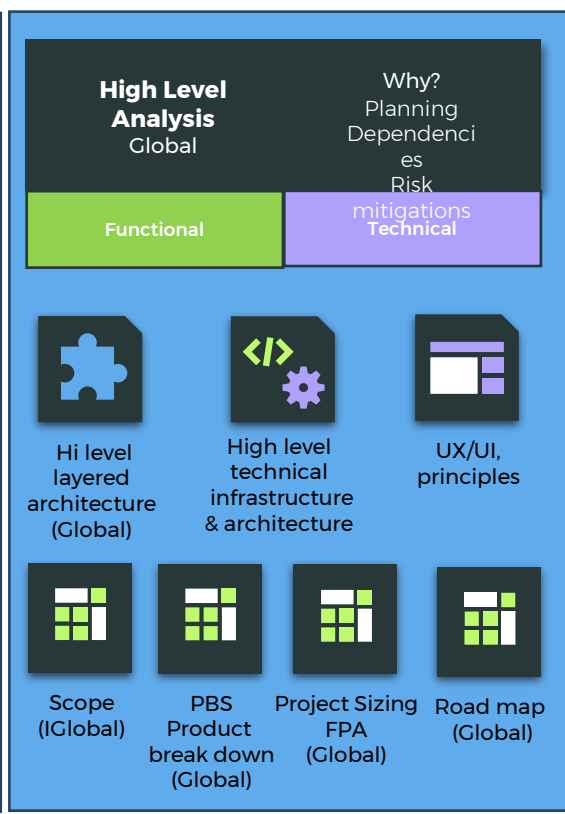 High Level
Analysis
Global
Why?
Planning
Dependenci
es
Risk
mitigations
Functional
Technical
</>
Hi level
layered
architecture
(Global)
High level
technical
infrastructure
& architecture
UX/UI,
principles
Scope
(IGlobal)
PBS
Product
break down
(Global)
Project Sizing
FPA
(Global)
Road map
(Global)